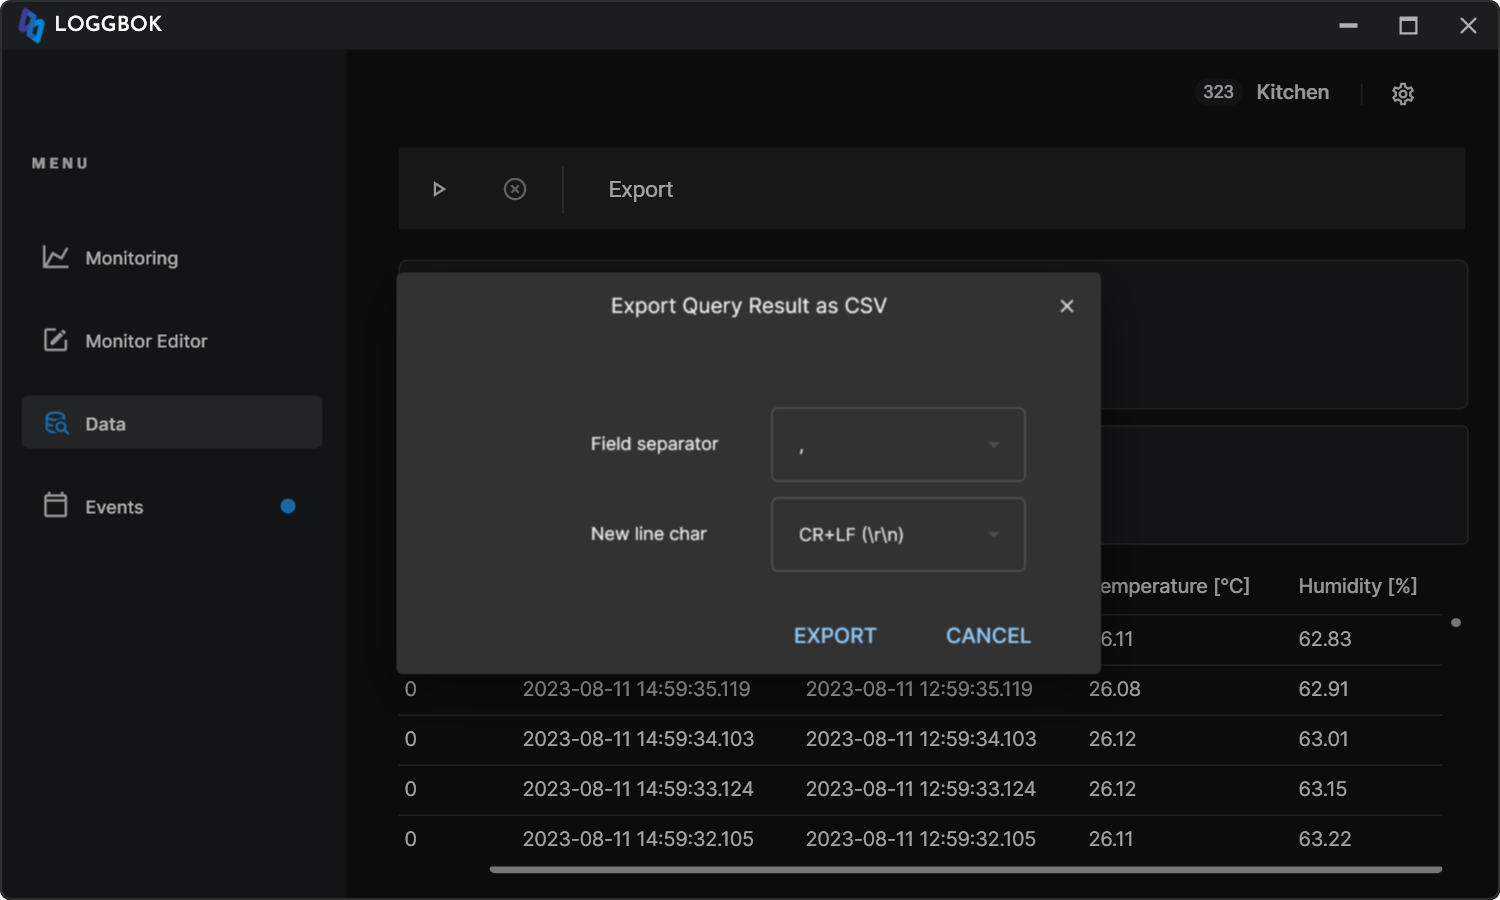 LOGGBOK
323 Kitchen
MENU
Export
Monitoring
Monitor Editor
Data
Events
Export Query Result as CSV
Field separator ,
New line char CR+LF (\r\n)
EXPORT CANCEL
emperature [°C] Humidity [%]
6.11 62.83
0 2023-08-11 14:59:35.119 2023-08-11 12:59:35.119 26.08 62.91
0 2023-08-11 14:59:34.103 2023-08-11 12:59:34.103 26.12 63.01
0 2023-08-11 14:59:33.124 2023-08-11 12:59:33.124 26.12 63.15
0 2023-08-11 14:59:32.105 2023-08-11 12:59:32.105 26.11 63.22